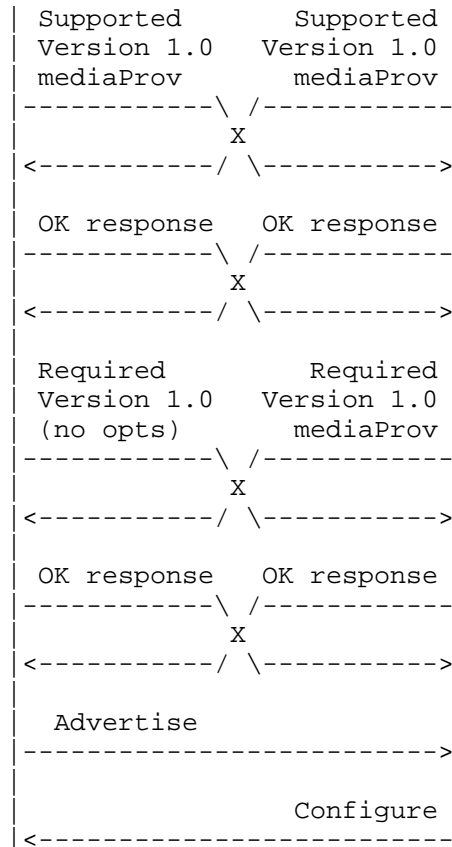 | Supported     Supported
| Version 1.0  Version 1.0
| mediaProv      mediaProv
|------------\ /------------
|             X
|<-----------/ \----------->
|
| OK response  OK response
|------------\ /------------
|             X
|<-----------/ \----------->
|
| Required        Required
| Version 1.0  Version 1.0
| (no opts)      mediaProv
|------------\ /------------
|             X
|<-----------/ \----------->
|
| OK response  OK response
|------------\ /------------
|             X
|<-----------/ \----------->
|
|  Advertise
|-------------------------->
|
|                Configure
|<--------------------------